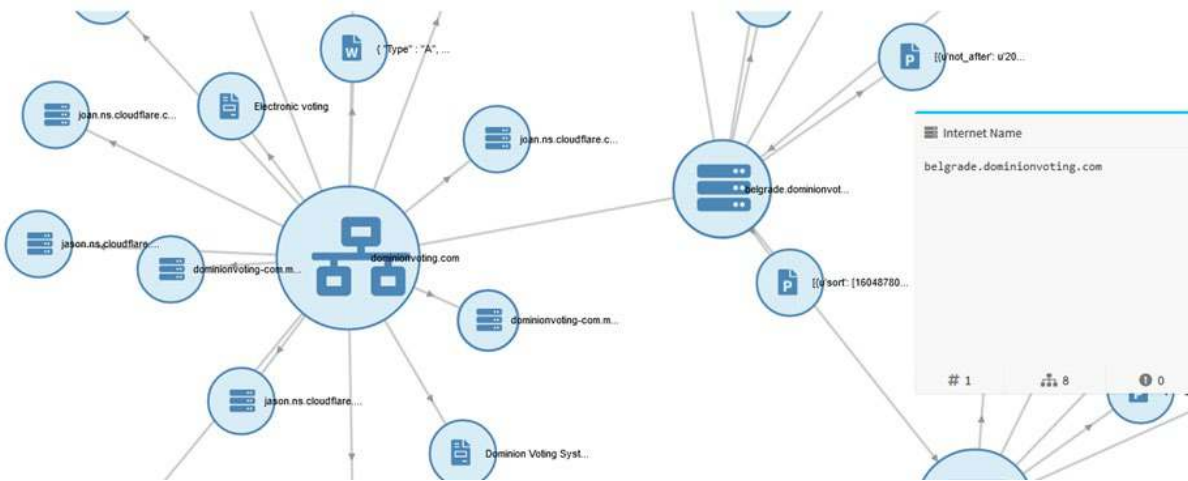 { "Type" : "A", ...
[{u'not_after': u'20...
Electronic voting
joan.ns.cloudflare.c...
joan.ns.cloudflare.c...
Internet Name
belgrade.dominionvoting.com
belgrade.dominionvot...
jason.ns.cloudflare....
dominionvoting.com
dominionvoting-com.m...
[{u'sort': [16048780...
dominionvoting-com.m...
# 1
8
0
jason.ns.cloudflare....
Dominion Voting Syst...
W
P
P